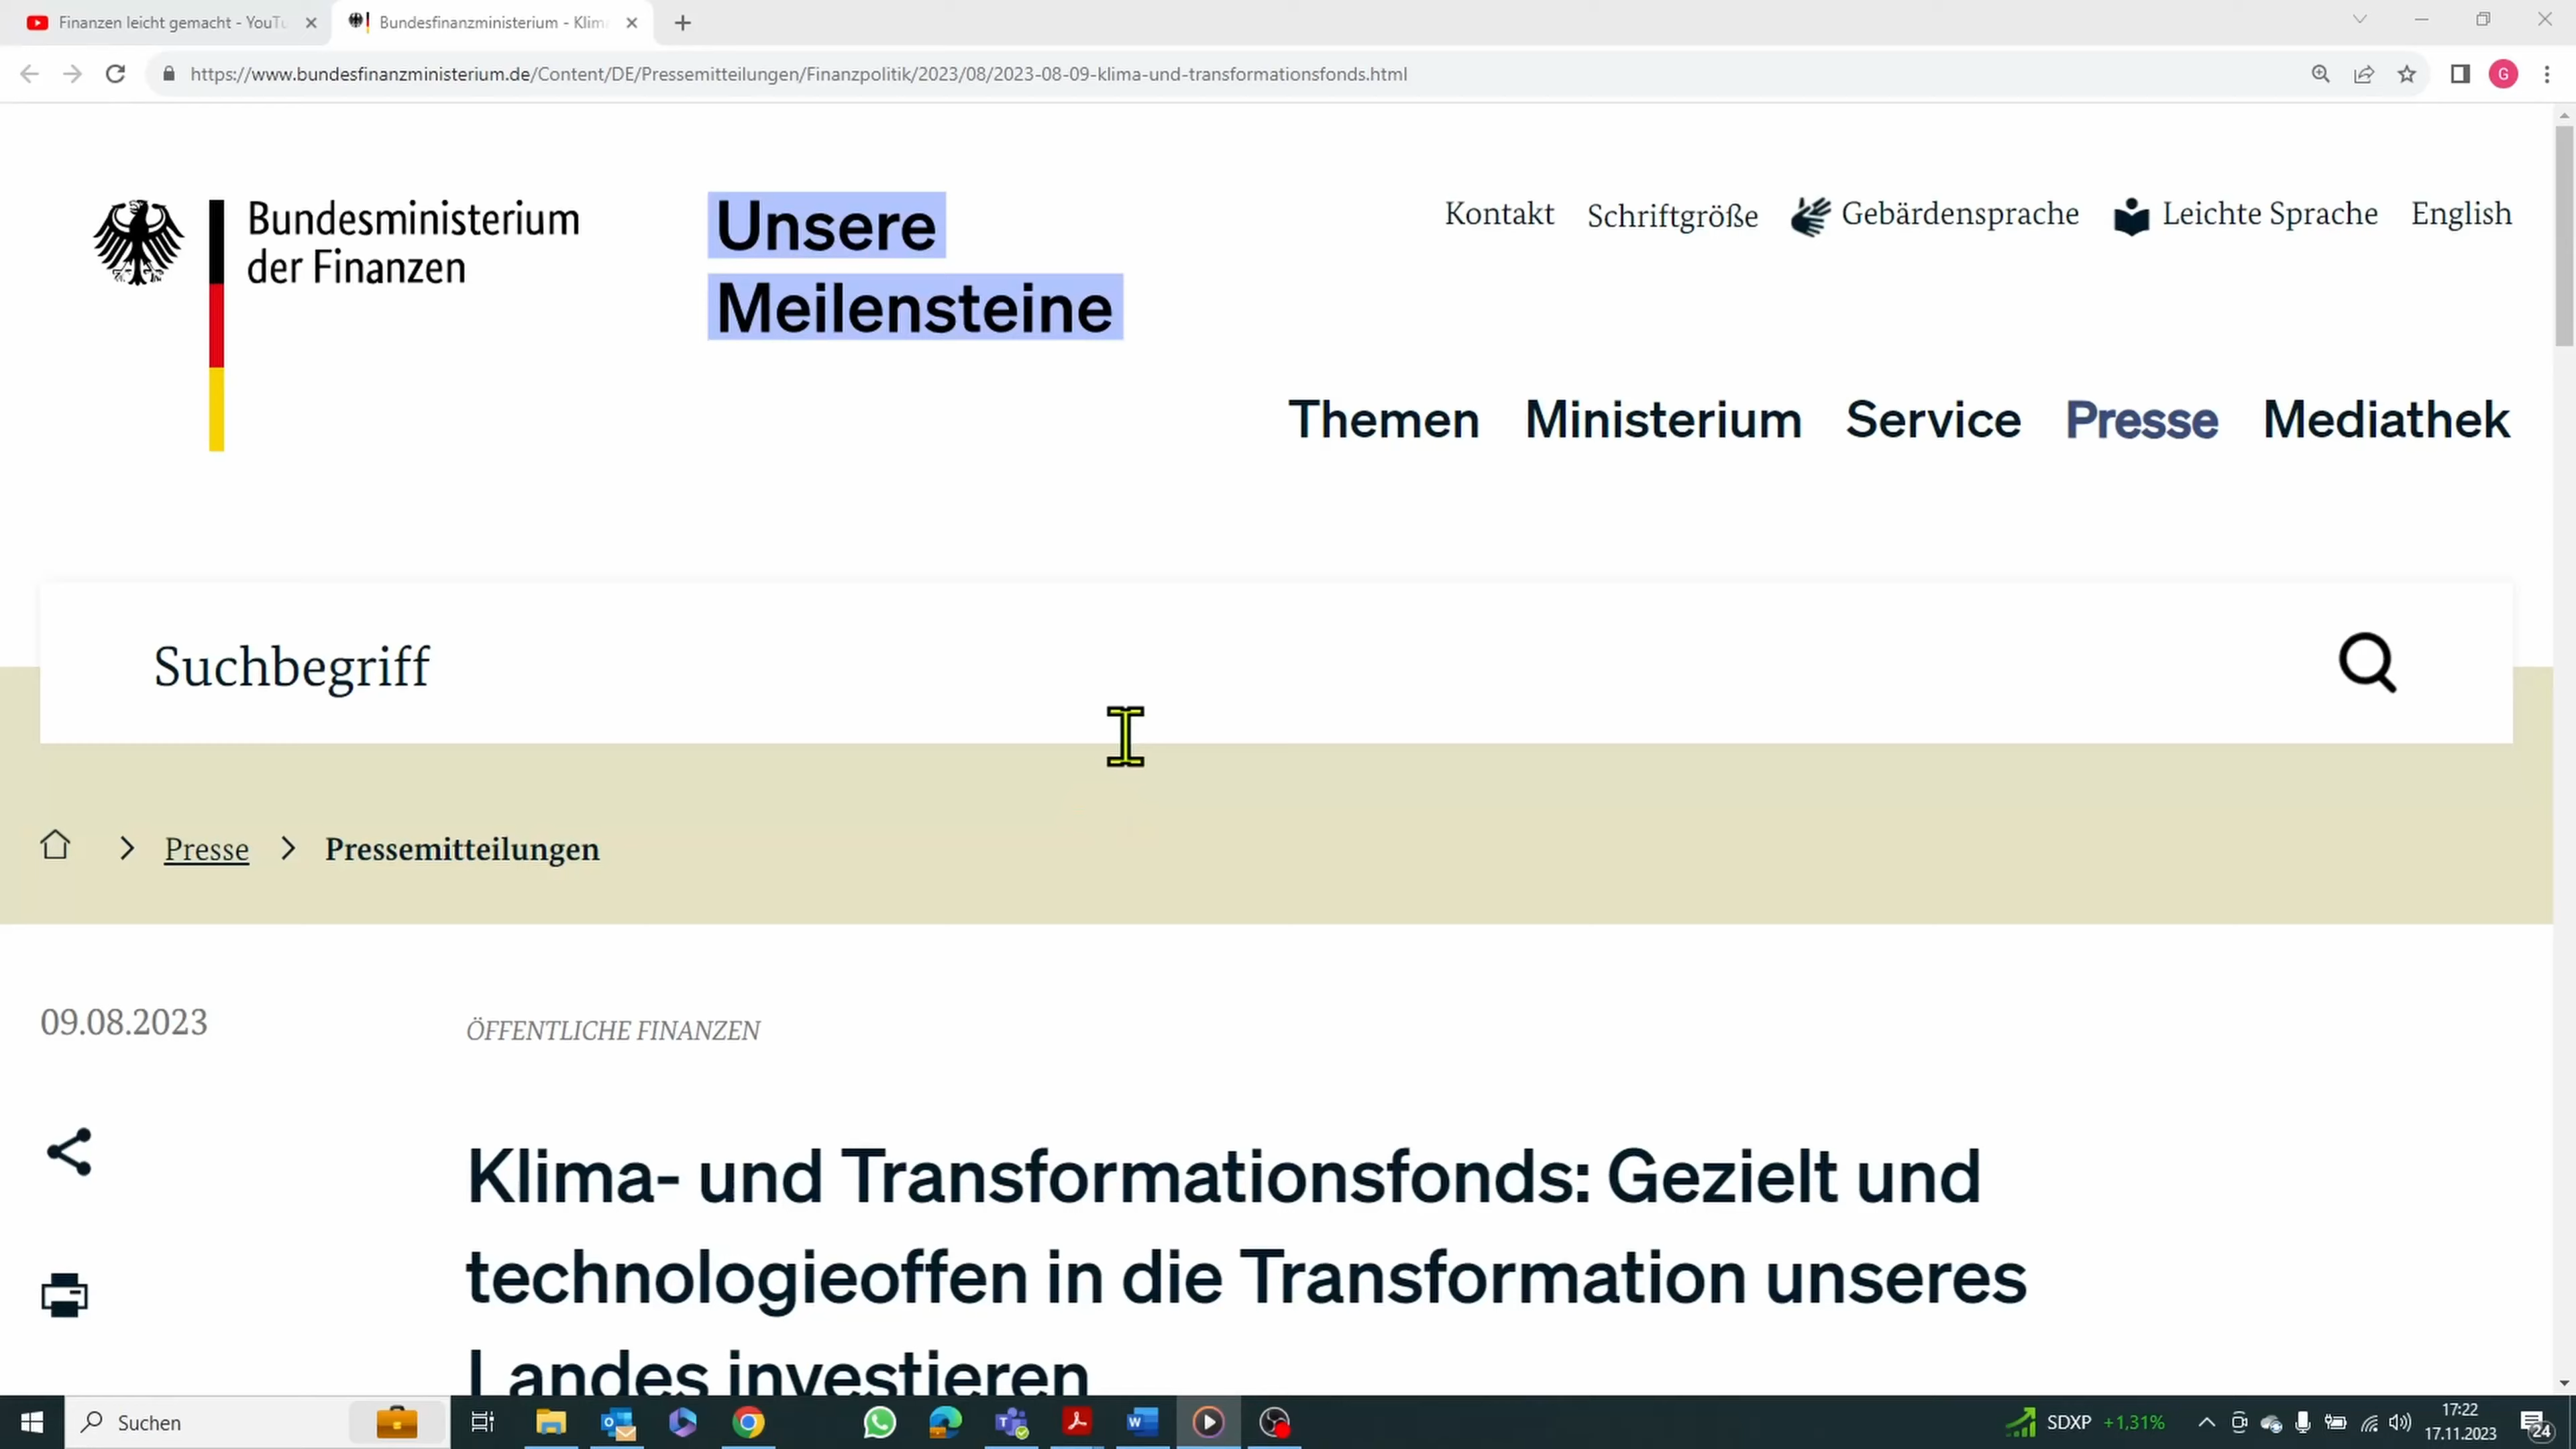 Finanzen leicht gemacht - YouTu
Bundesfinanzministerium - Klim
https://www.bundesfinanzministerium.de/Content/DE/Pressemitteilungen/Finanzpolitik/2023/08/2023-08-09-klima-und-transformationsfonds.html
G
Bundesministerium
der Finanzen
Unsere
Meilensteine
Kontakt Schriftgröße Gebärdensprache Leichte Sprache English
Themen Ministerium Service Presse Mediathek
Suchbegriff
Presse Pressemitteilungen
09.08.2023
ÖFFENTLICHE FINANZEN
Klima- und Transformationsfonds: Gezielt und
technologieoffen in die Transformation unseres
Landes investieren
Suchen
SDXP +1,31%
17:22
17.11.2023
24